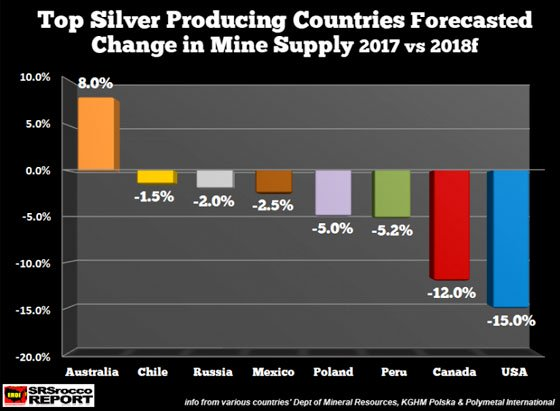 Top Silver Producing Countries Forecasted
Change in Mine Supply 2017 vs 2018f
10.0%
5.0%
0.0%
-5.0%
-10.0%
-15.0%
-20.0%
8.0%
-1.5%
-2.0%
-2.5%
-5.0%
-5.2%
-12.0%
-15.0%
Australia Chile Russia Mexico Poland Peru Canada USA
SRSrocco
REPORT
info from various countries' Dept of Mineral Resources, KGHM Polska & Polymetal International